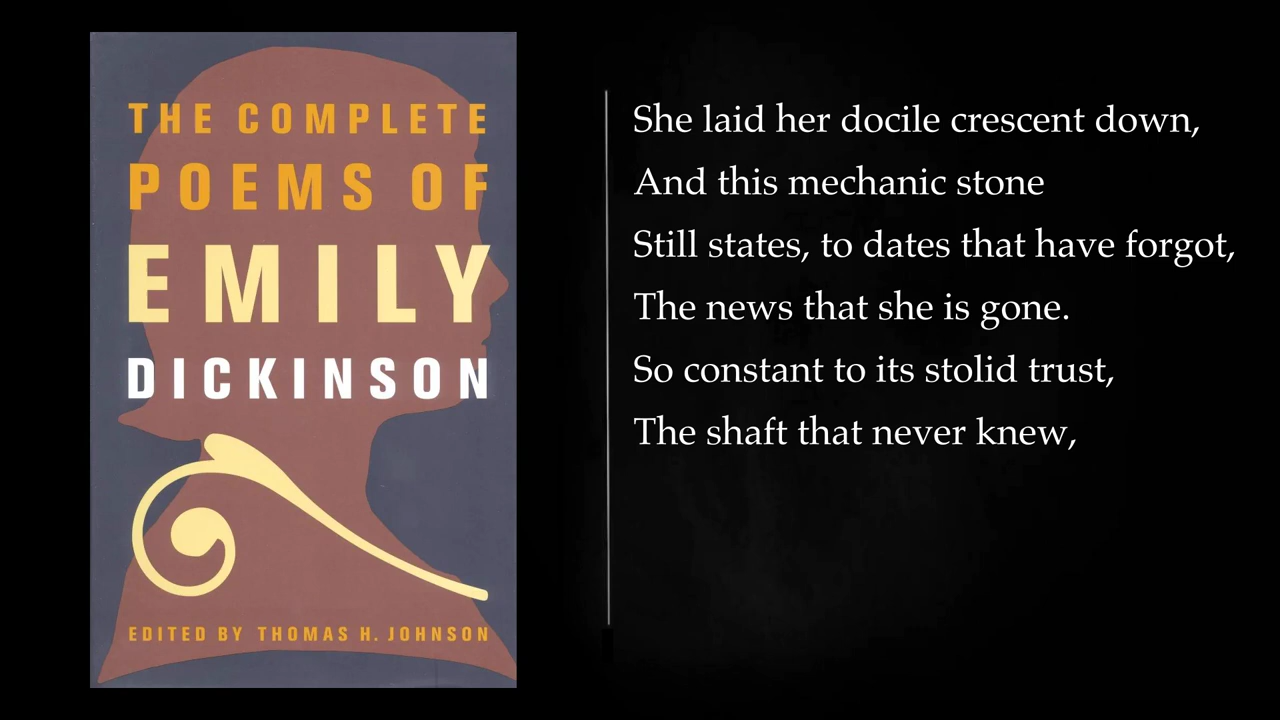 THE COMPLETE
POEMS OF
EMILY
DICKINSON
EDITED BY THOMAS H. JOHNSON
She laid her docile crescent down,
And this mechanic stone
Still states, to dates that have forgot,
The news that she is gone.
So constant to its stolid trust,
The shaft that never knew,